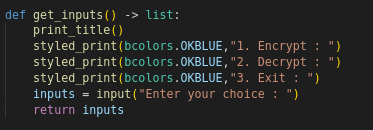 def get_inputs() -> list:
    print_title()
    styled_print(bcolors.OKBLUE,"1. Encrypt : ")
    styled_print(bcolors.OKBLUE,"2. Decrypt : ")
    styled_print(bcolors.OKBLUE,"3. Exit : ")
    inputs = input("Enter your choice : ")
    return inputs